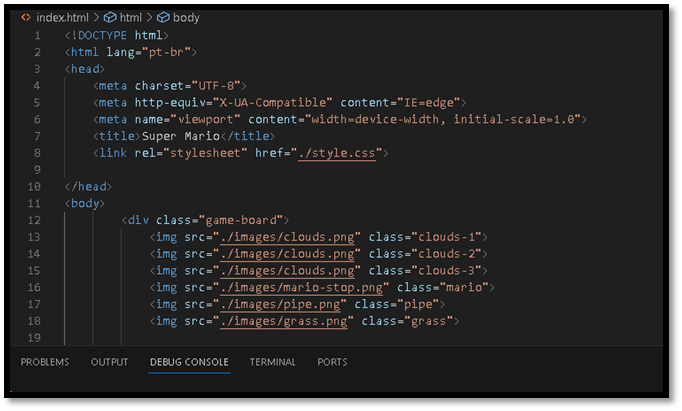 index.html > html > body
1 <!DOCTYPE html>
2 <html lang="pt-br">
3 <head>
4 <meta charset="UTF-8">
5 <meta http-equiv="X-UA-Compatible" content="IE=edge">
6 <meta name="viewport" content="width=device-width, initial-scale=1.0">
7 <title>Super Mario</title>
8 <link rel="stylesheet" href="./style.css">
9
10 </head>
11 <body>
12 <div class="game-board">
13 <img src="./images/clouds.png" class="clouds-1">
14 <img src="./images/clouds.png" class="clouds-2">
15 <img src="./images/clouds.png" class="clouds-3">
16 <img src="./images/mario-stop.png" class="mario">
17 <img src="./images/pipe.png" class="pipe">
18 <img src="./images/grass.png" class="grass">
19
PROBLEMS OUTPUT DEBUG CONSOLE TERMINAL PORTS